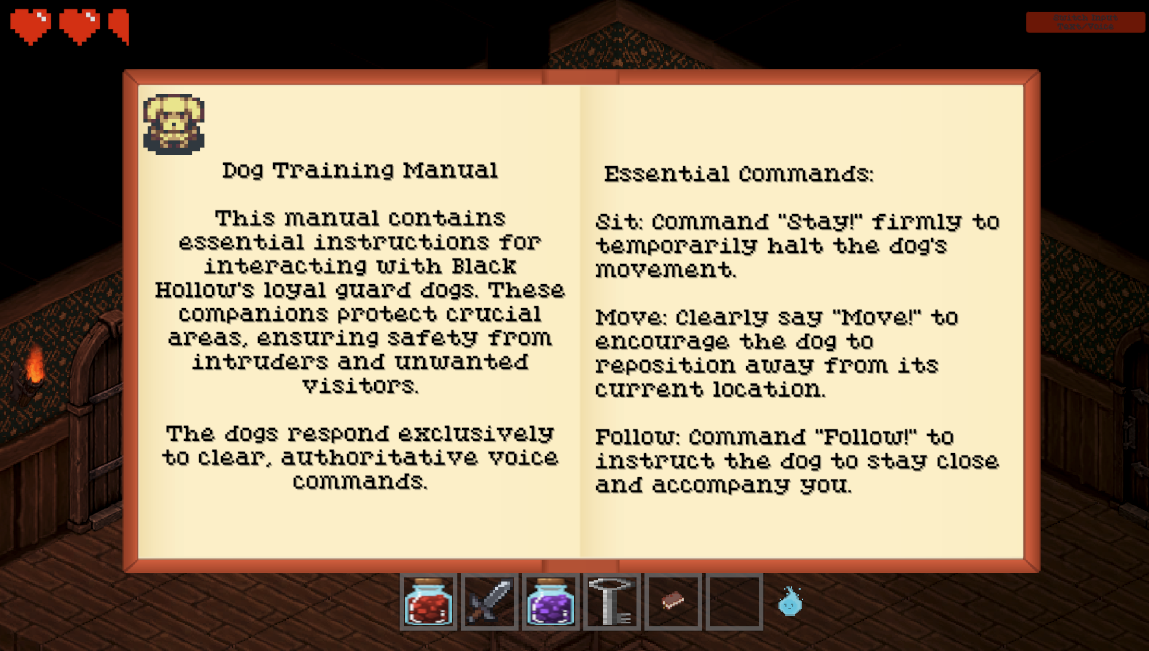 Dog Training Manual
This manual contains
essential instructions for
interacting with Black
Hollow's loyal guard dogs. These
companions protect crucial
areas, ensuring safety from
intruders and unwanted
visitors.
The dogs respond exclusively
to clear, authoritative voice
commands.
Essential Commands:
Sit: Command "Stay!" firmly to
temporarily halt the dog's
movement.
Move: Clearly say "Move!" to
encourage the dog to
reposition away from its
current location.
Follow: Command "Follow!" to
instruct the dog to stay close
and accompany you.